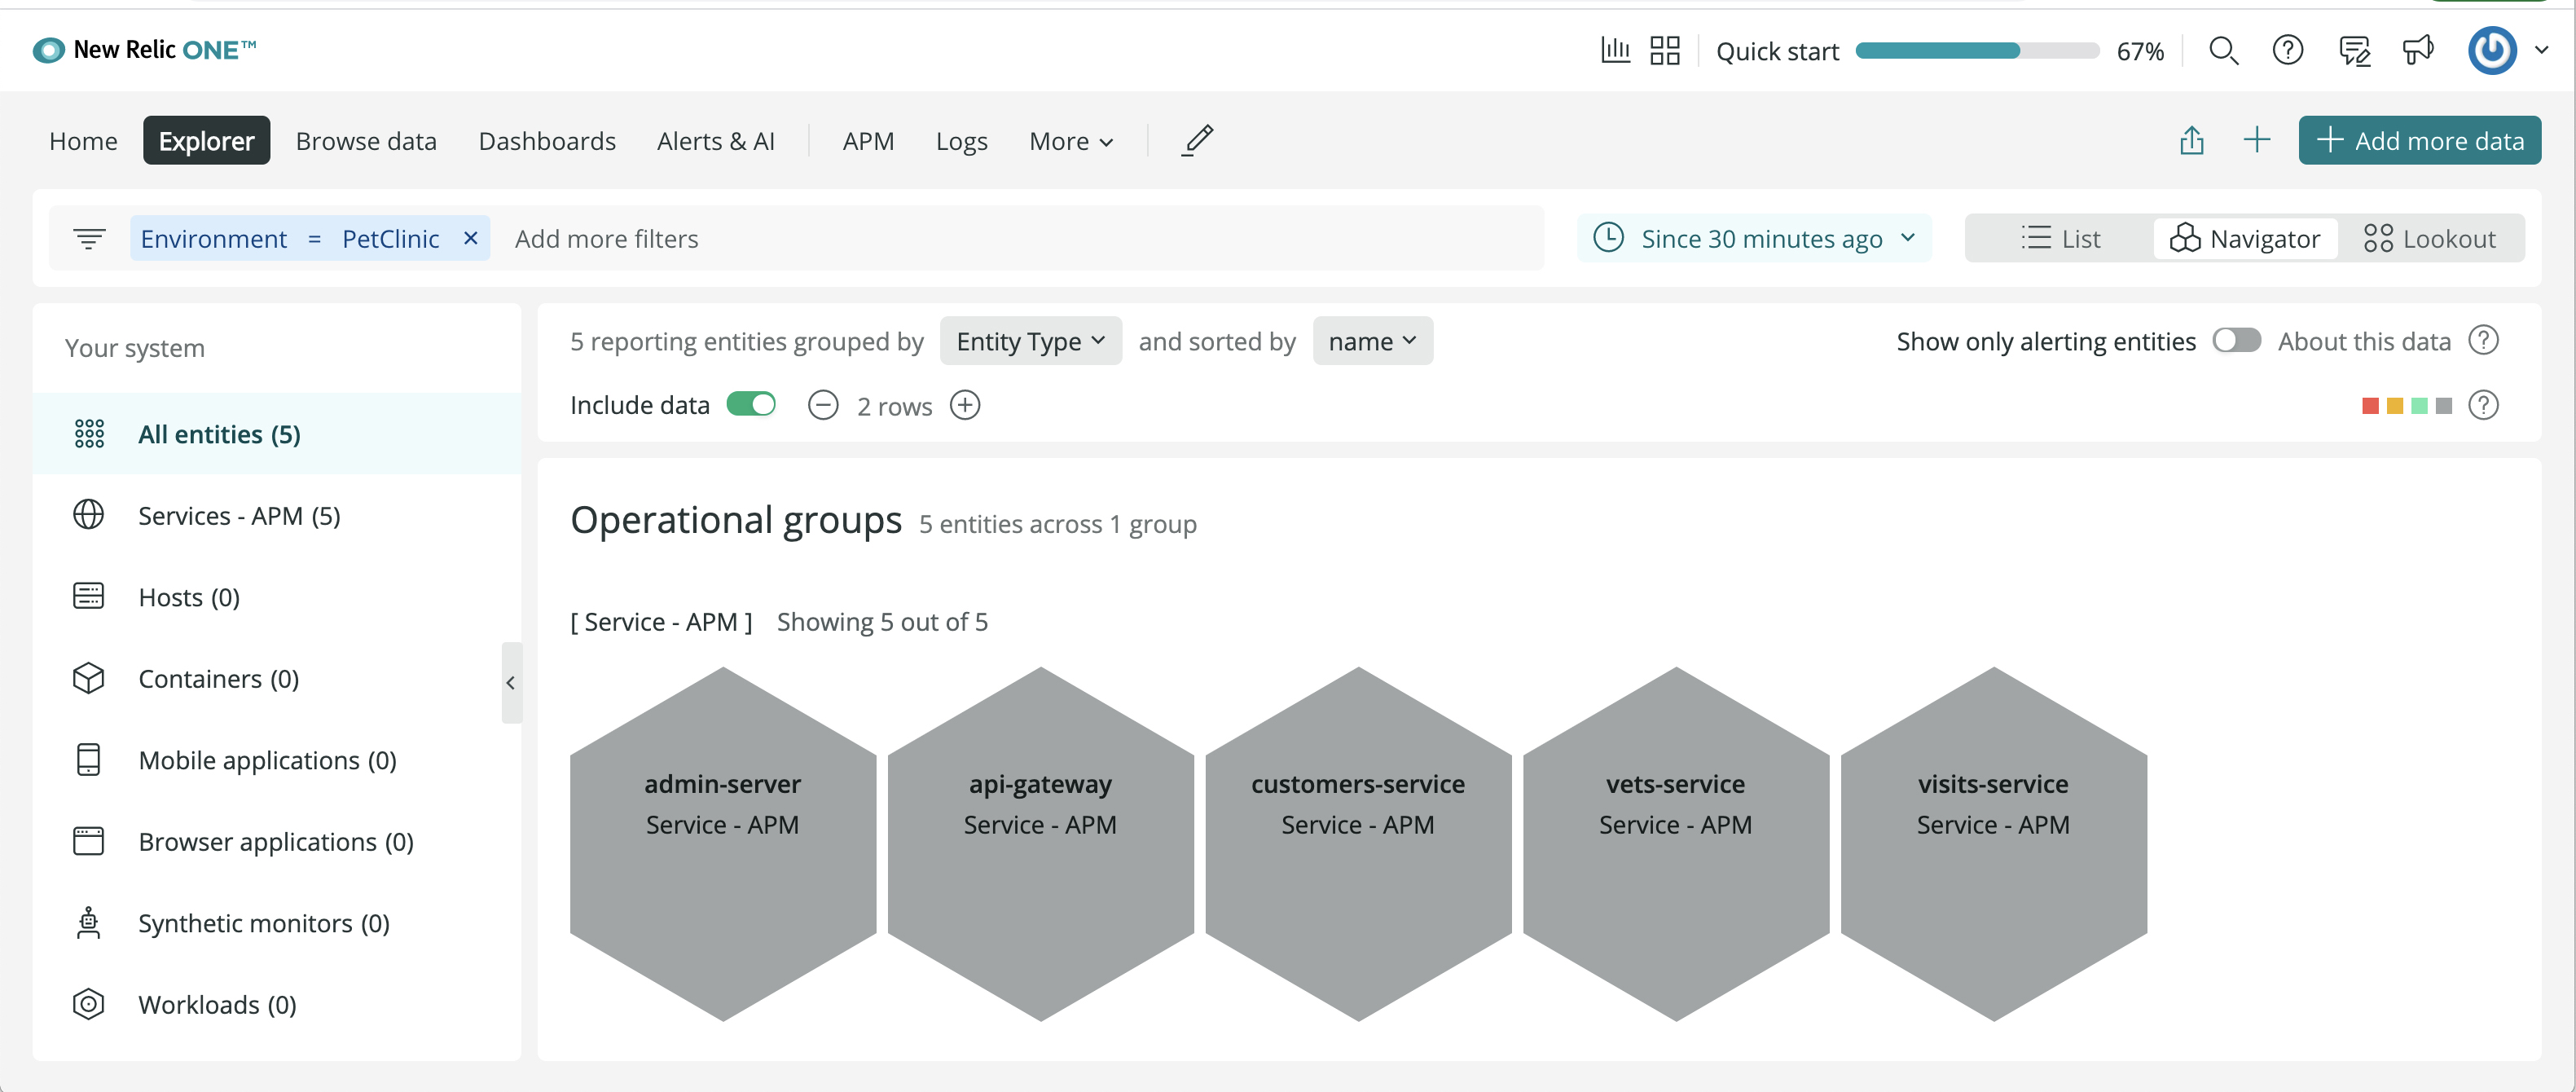 New Relic ONE™
Quick start 67%
Home Explorer Browse data Dashboards Alerts & AI APM Logs More
Add more data
Environment = PetClinic × Add more filters
Since 30 minutes ago
List Navigator Lookout
Your system
All entities (5)
Services - APM (5)
Hosts (0)
Containers (0)
Mobile applications (0)
Browser applications (0)
Synthetic monitors (0)
Workloads (0)
5 reporting entities grouped by Entity Type and sorted by name
Show only alerting entities About this data
Include data 2 rows
Operational groups 5 entities across 1 group
[ Service - APM ] Showing 5 out of 5
admin-server
Service - APM
api-gateway
Service - APM
customers-service
Service - APM
vets-service
Service - APM
visits-service
Service - APM